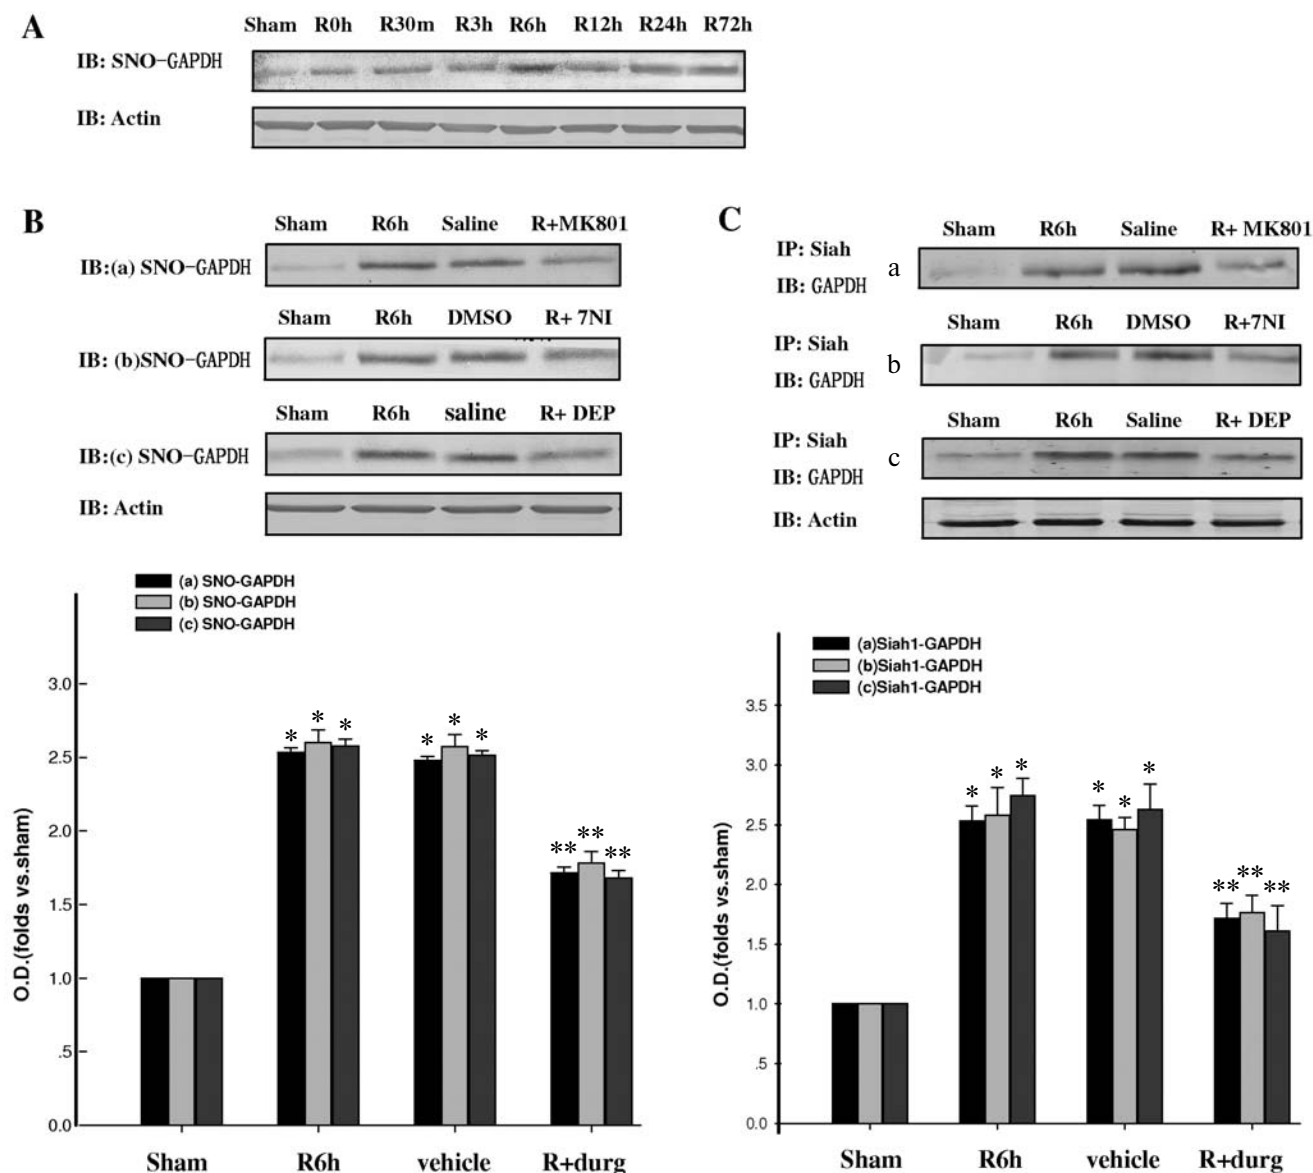 A
Sham R0h R30m R3h R6h R12h R24h R72h
IB: SNO-GAPDH
IB: Actin
B
Sham R6h Saline R+MK801
IB:(a) SNO-GAPDH
Sham R6h DMSO R+ 7NI
IB: (b)SNO-GAPDH
Sham R6h saline R+ DEP
IB:(c) SNO-GAPDH
IB: Actin
(a) SNO-GAPDH
(b) SNO-GAPDH
(c) SNO-GAPDH
O.D.(folds vs.sham)
3.0
2.5
2.0
1.5
1.0
.5
0.0
* * *
* * *
** ** **
Sham R6h vehicle R+durg
C
Sham R6h Saline R+ MK801
IP: Siah
a
IB: GAPDH
Sham R6h DMSO R+7NI
IP: Siah
b
IB: GAPDH
Sham R6h Saline R+ DEP
IP: Siah
c
IB: GAPDH
IB: Actin
(a)Siah1-GAPDH
(b)Siah1-GAPDH
(c)Siah1-GAPDH
O.D.(folds vs.sham)
3.5
3.0
2.5
2.0
1.5
1.0
.5
0.0
* * *
* * *
** ** **
Sham R6h vehicle R+durg